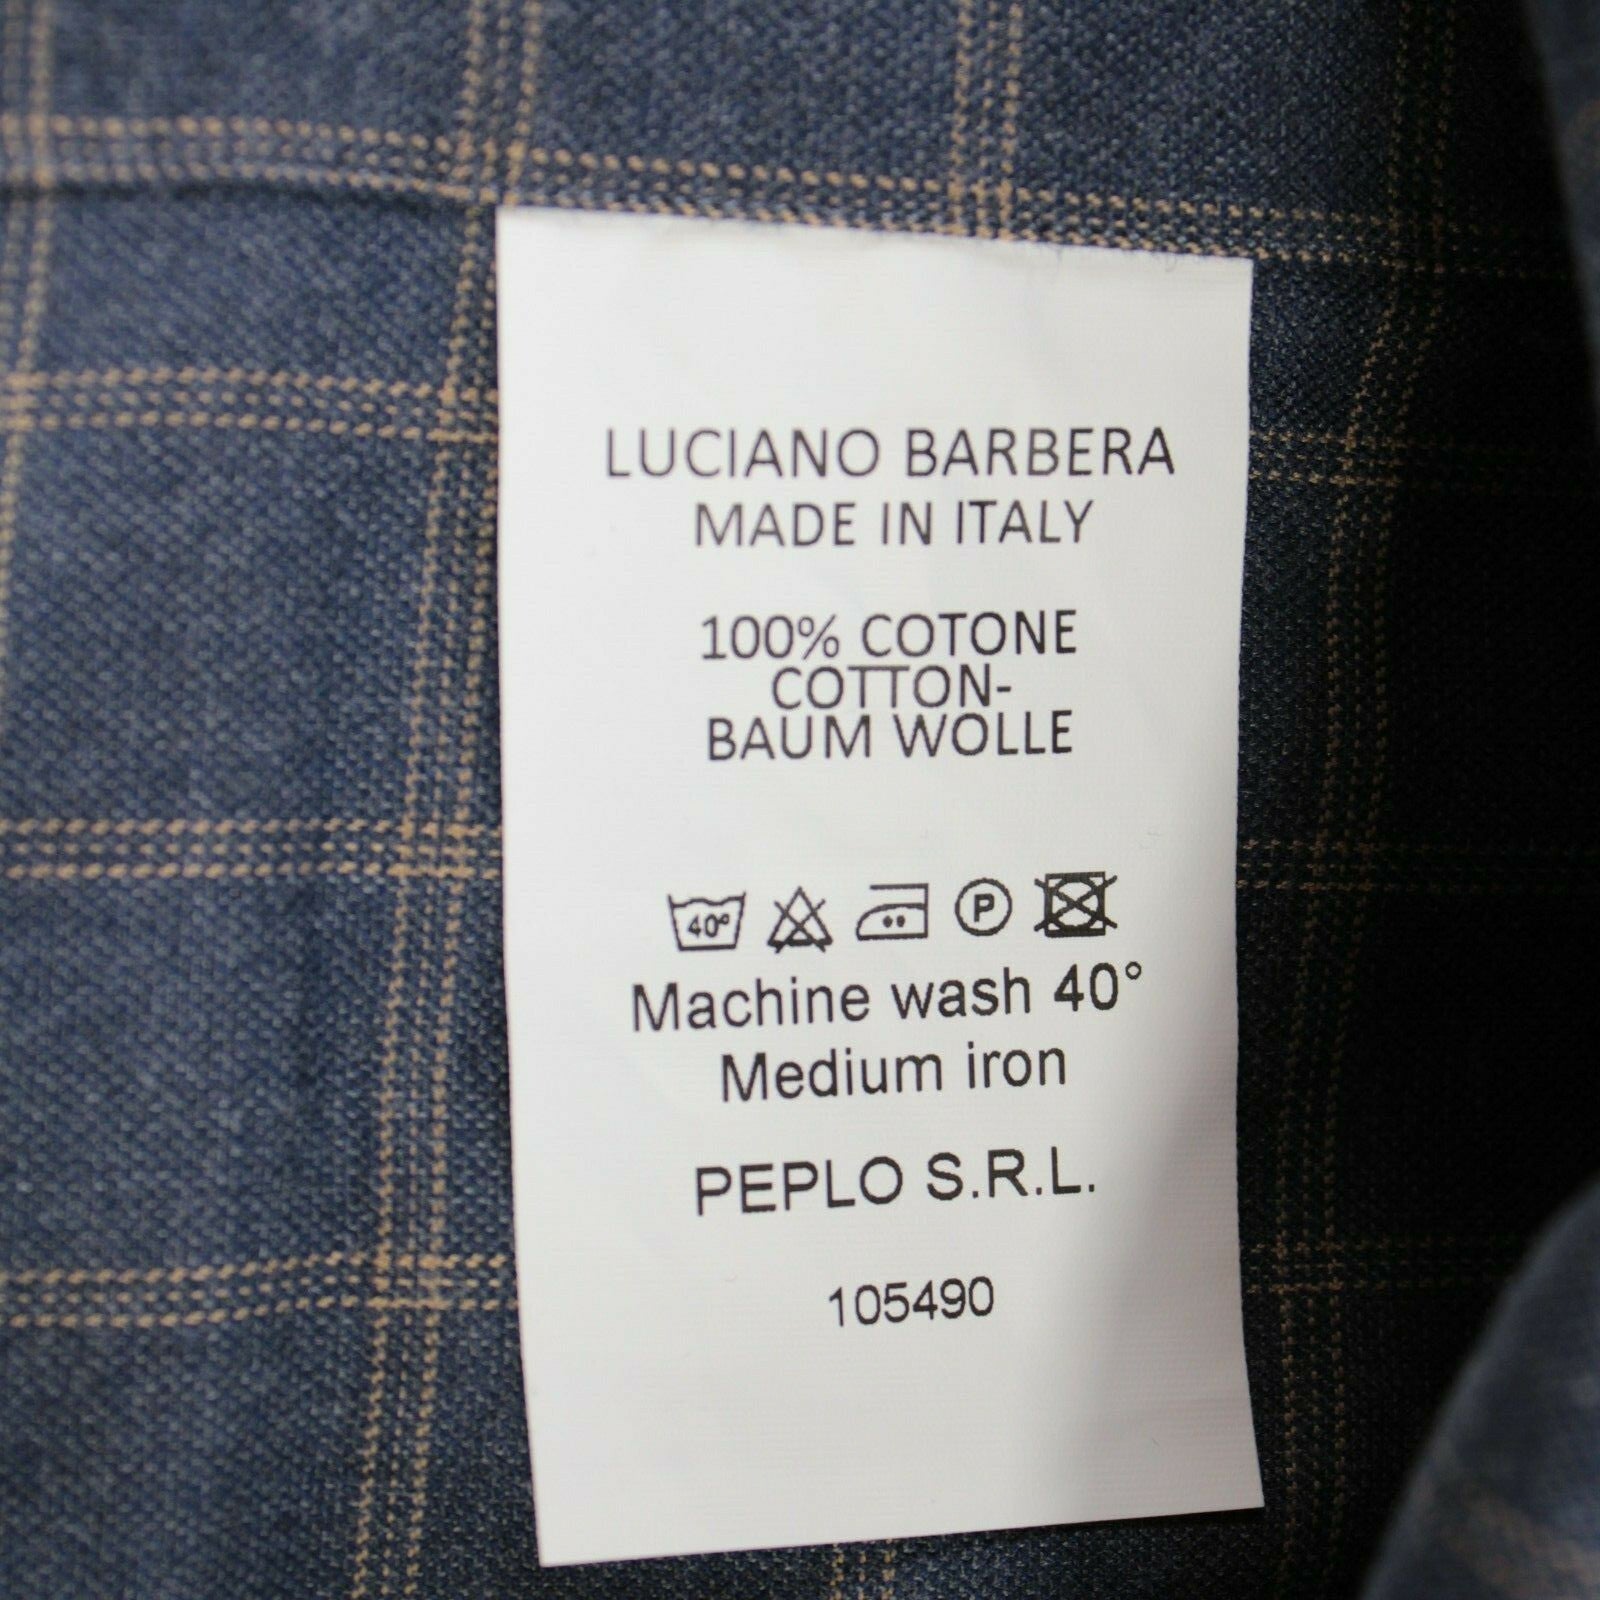 LUCIANO BARBERA
MADE IN ITALY
100% COTONE
COTTON-
BAUM WOLLE
40° P
Machine wash 40°
Medium iron
PEPLO S.R.L.
105490